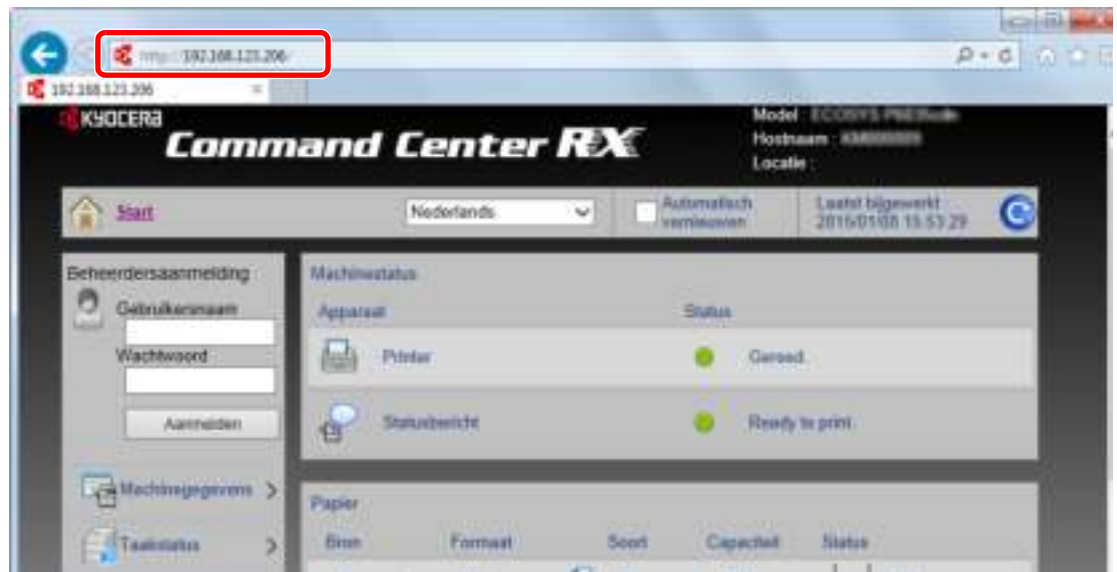 http://192.168.123.206/
192.168.123.206
KYOCERA
Command Center RX
Model
Hostnaam
Locatie :
Start
Nederlands
Automatisch vernieuwen
Laatst bijgewerkt
2016/01/08 15:53:29
Beheerdersaanmelding
Gebruikersnaam
Wachtwoord
Aanmelden
Machinegegevens
Taakstatus
Machinestatus
Apparaat Status
Printer Gereed.
Statusbericht Ready to print.
Papier
Bron Formaat Soort Capaciteit Status